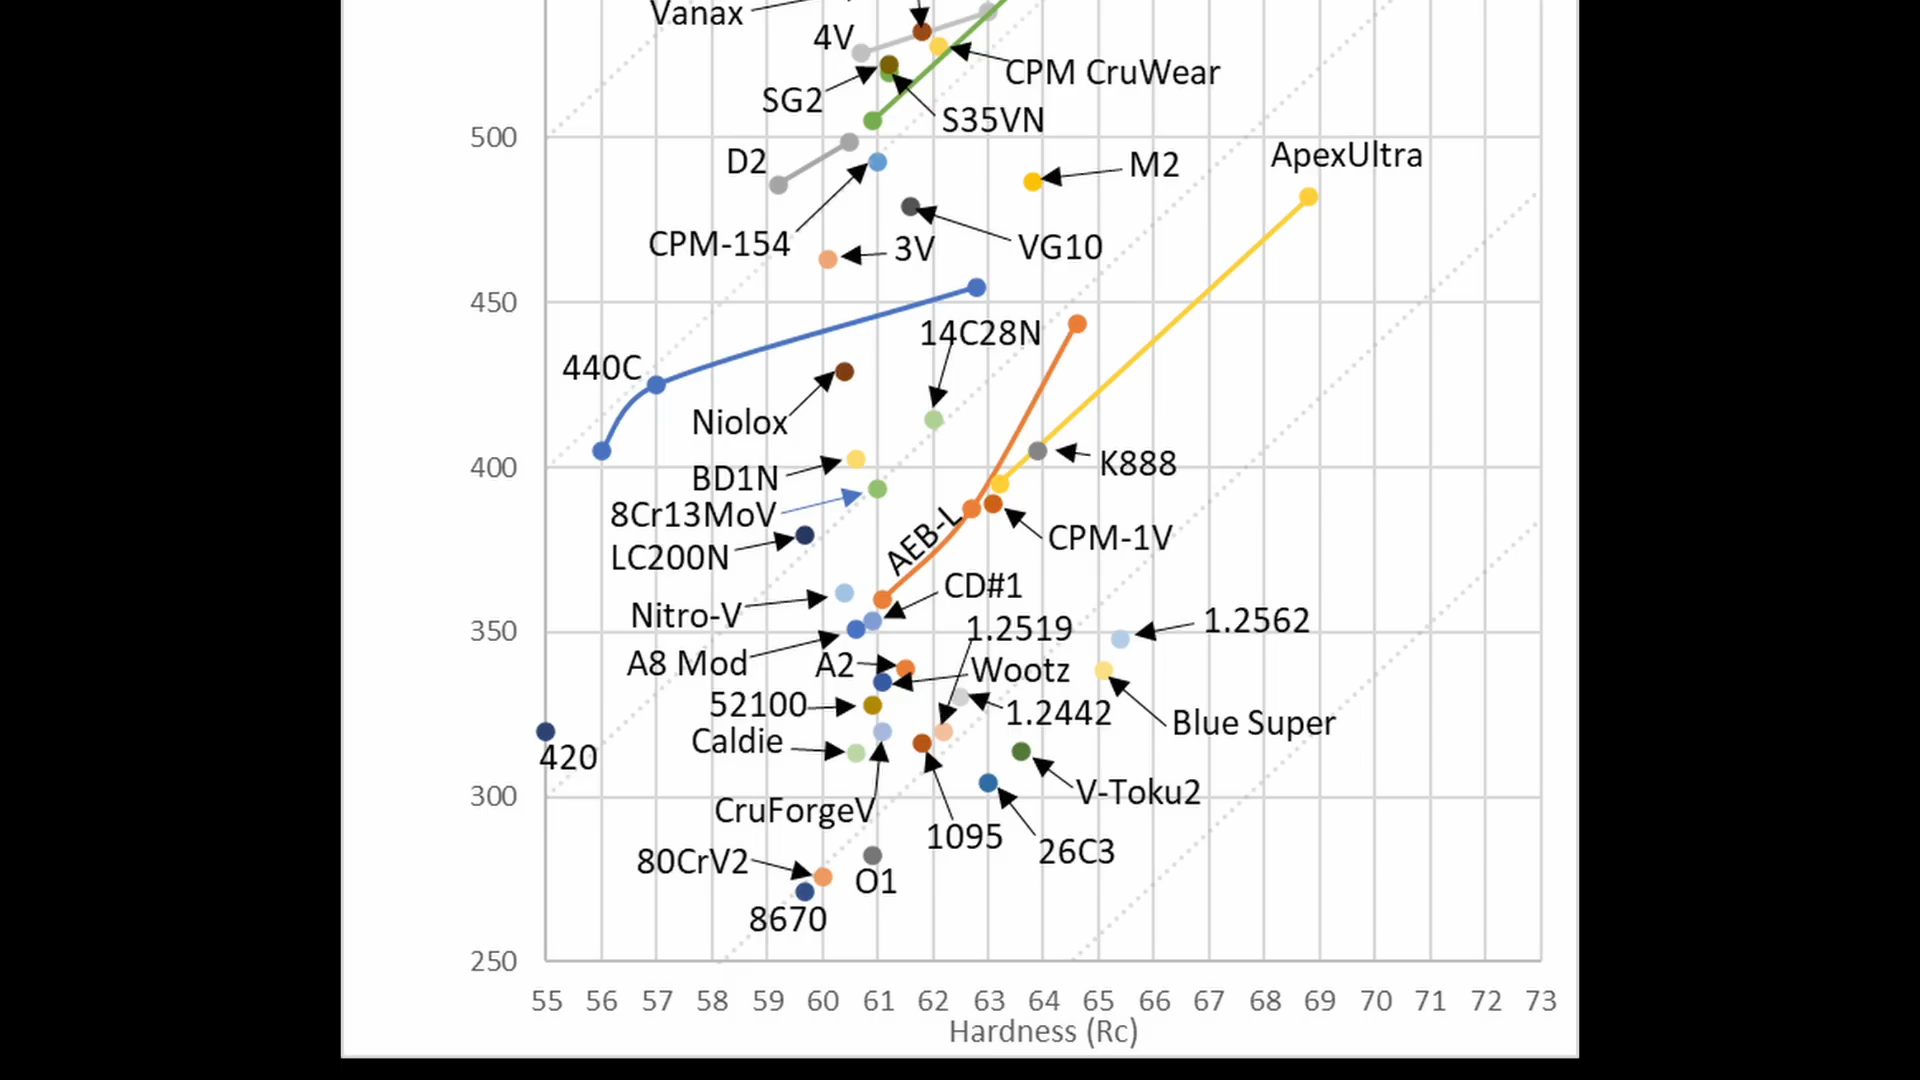 Vanax
4V
CPM CruWear
SG2
S35VN
500
D2
ApexUltra
M2
CPM-154
3V
VG10
450
14C28N
440C
Niolox
400
K888
BD1N
8Cr13MoV
AEB-L
CPM-1V
LC200N
CD#1
Nitro-V
350
1.2519
1.2562
A8 Mod
A2
Wootz
52100
1.2442
Blue Super
Caldie
420
V-Toku2
300
CruForgeV
1095
26C3
80CrV2
O1
8670
250
55 56 57 58 59 60 61 62 63 64 65 66 67 68 69 70 71 72 73
Hardness (Rc)